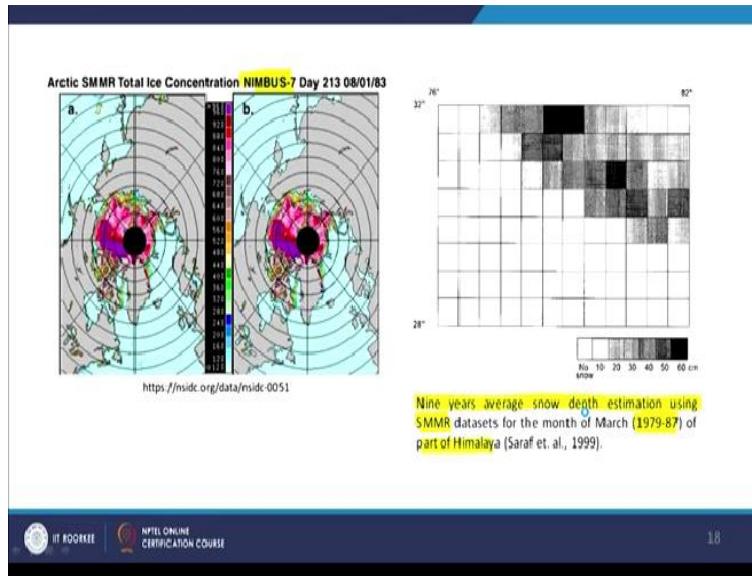 Arctic SMMR Total Ice Concentration NIMBUS-7 Day 213 08/01/83
a.
b.
https://nsidc.org/data/nsidc-0051
76°
82°
32°
28°
No snow 10 20 30 40 50 60 cm
Nine years average snow depth estimation using
SMMR datasets for the month of March (1979-87) of
part of Himalaya (Saraf et. al., 1999).
IIT ROORKEE
NPTEL ONLINE
CERTIFICATION COURSE
18